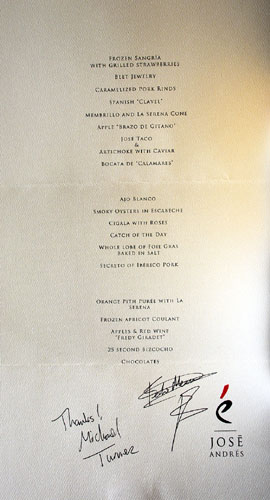 Frozen Sangría
with grilled strawberries
Beet Jewelry
Caramelized Pork Rinds
Spanish "Clavel"
Membrillo and La Serena Cone
Apple "Brazo de Gitano"
José Taco
&
Artichoke with Caviar
Bocata de "Calamares"
Ajo Blanco
Smoky Oysters in Escabeche
Cigala with Roses
Catch of the Day
Whole Lobe of Foie Gras
baked in Salt
Secreto of Ibérico Pork
Orange-Pith Purée with La
Serena
Frozen Apricot Coulant
Apples & Red Wine
"Fredy Girardet"
25 Second Bizcocho
Chocolates
Thanks!
Michael
Turner
é
JOSÉ
ANDRÉS